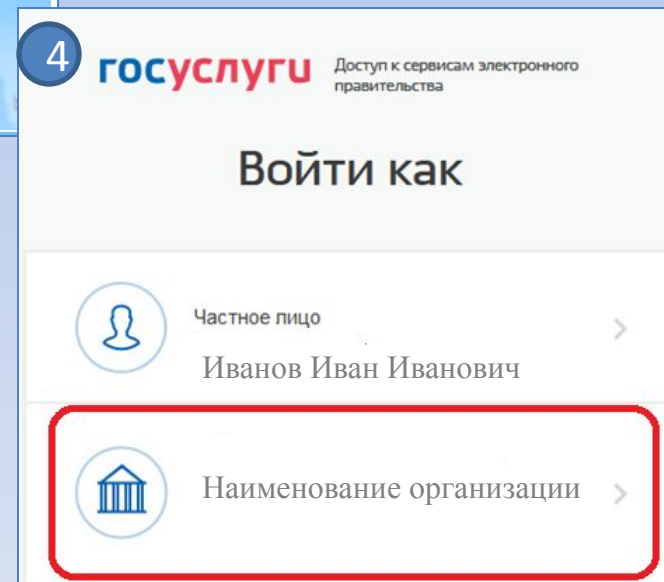 4
госуслуги
Доступ к сервисам электронного
правительства
Войти как
Частное лицо
Иванов Иван Иванович
Наименование организации